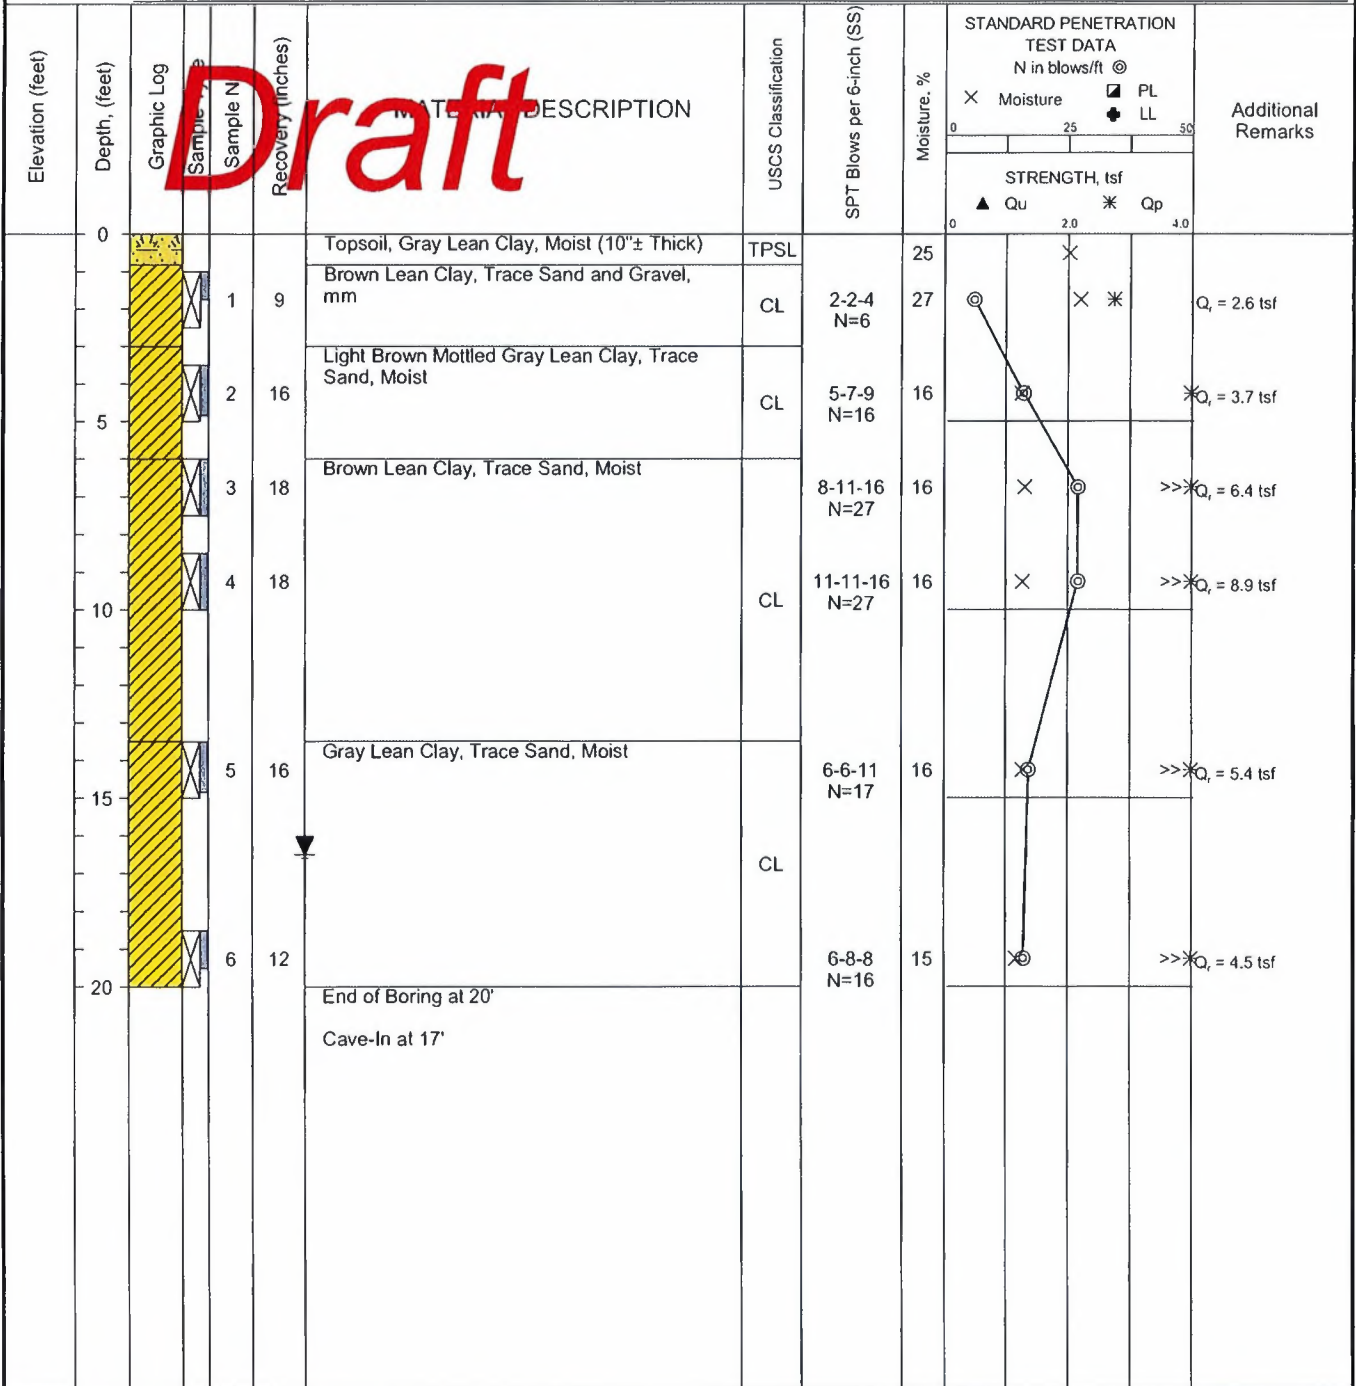 Draft
Elevation (feet)
Depth, (feet)
Graphic Log
Sample
Sample N
Recovery (inches)
MATERIAL DESCRIPTION
USCS Classification
SPT Blows per 6-inch (SS)
Moisture. %
STANDARD PENETRATION
TEST DATA
N in blows/ft
Moisture
PL
LL
0 25 50
STRENGTH, tsf
Qu Qp
0 2.0 4.0
Additional
Remarks
0
Topsoil, Gray Lean Clay, Moist (10"± Thick)
TPSL
25
Brown Lean Clay, Trace Sand and Gravel,
mm
1 9 CL 2-2-4 27 Qr = 2.6 tsf
N=6
Light Brown Mottled Gray Lean Clay, Trace
Sand, Moist
2 16 CL 5-7-9 16 Qr = 3.7 tsf
N=16
5
Brown Lean Clay, Trace Sand, Moist
3 18 8-11-16 16 >> Qr = 6.4 tsf
N=27
4 18 11-11-16 16 >> Qr = 8.9 tsf
N=27
CL
10
Gray Lean Clay, Trace Sand, Moist
5 16 6-6-11 16 >> Qr = 5.4 tsf
N=17
15
CL
6 12 6-8-8 15 >> Qr = 4.5 tsf
N=16
20
End of Boring at 20'
Cave-In at 17'